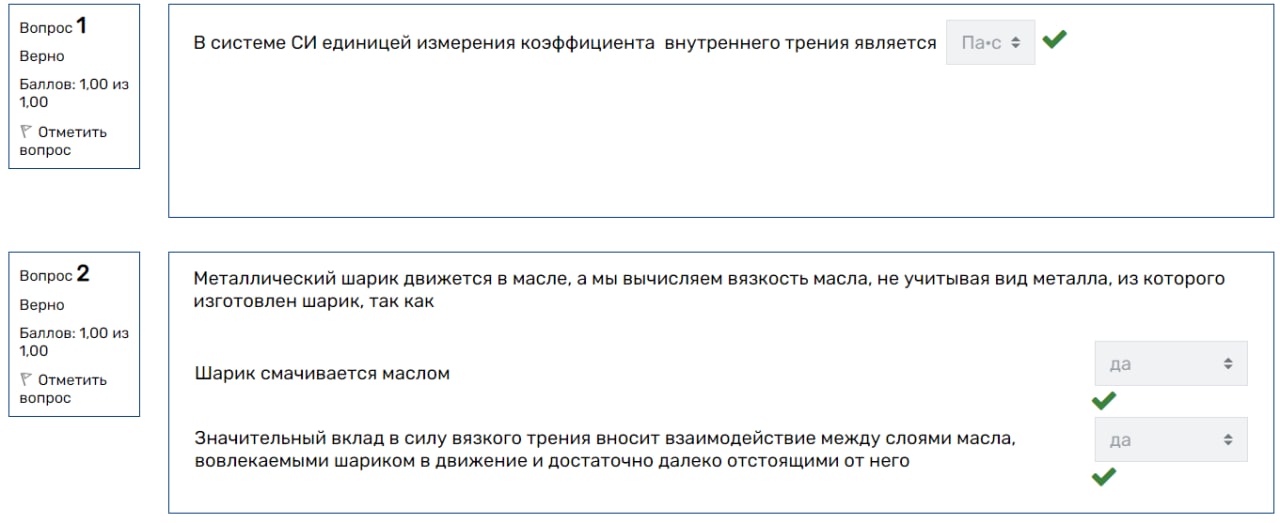 Вопрос 1
Верно
Баллов: 1,00 из
1,00
Отметить
вопрос
В системе СИ единицей измерения коэффициента внутреннего трения является Па•с
Вопрос 2
Верно
Баллов: 1,00 из
1,00
Отметить
вопрос
Металлический шарик движется в масле, а мы вычисляем вязкость масла, не учитывая вид металла, из которого
изготовлен шарик, так как
Шарик смачивается маслом
да
Значительный вклад в силу вязкого трения вносит взаимодействие между слоями масла,
вовлекаемыми шариком в движение и достаточно далеко отстоящими от него
да